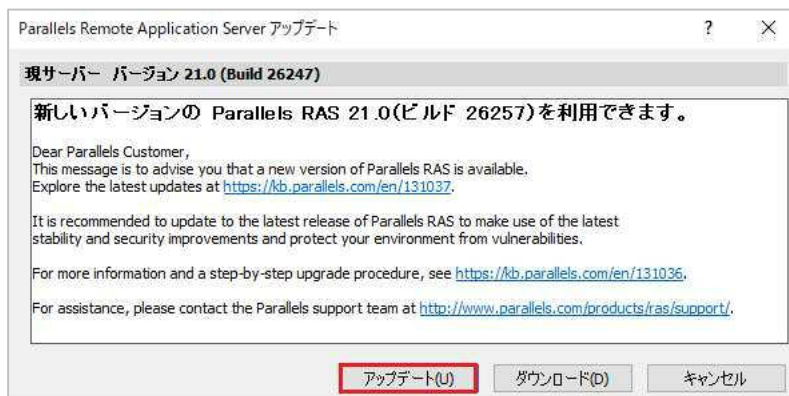 Parallels Remote Application Server アップデート
?
×
現サーバー バージョン 21.0 (Build 26247)
新しいバージョンの Parallels RAS 21.0(ビルド 26257)を利用できます。
Dear Parallels Customer,
This message is to advise you that a new version of Parallels RAS is available.
Explore the latest updates at https://kb.parallels.com/en/131037.
It is recommended to update to the latest release of Parallels RAS to make use of the latest
stability and security improvements and protect your environment from vulnerabilities.
For more information and a step-by-step upgrade procedure, see https://kb.parallels.com/en/131036.
For assistance, please contact the Parallels support team at http://www.parallels.com/products/ras/support/.
アップデート(U)
ダウンロード(D)
キャンセル